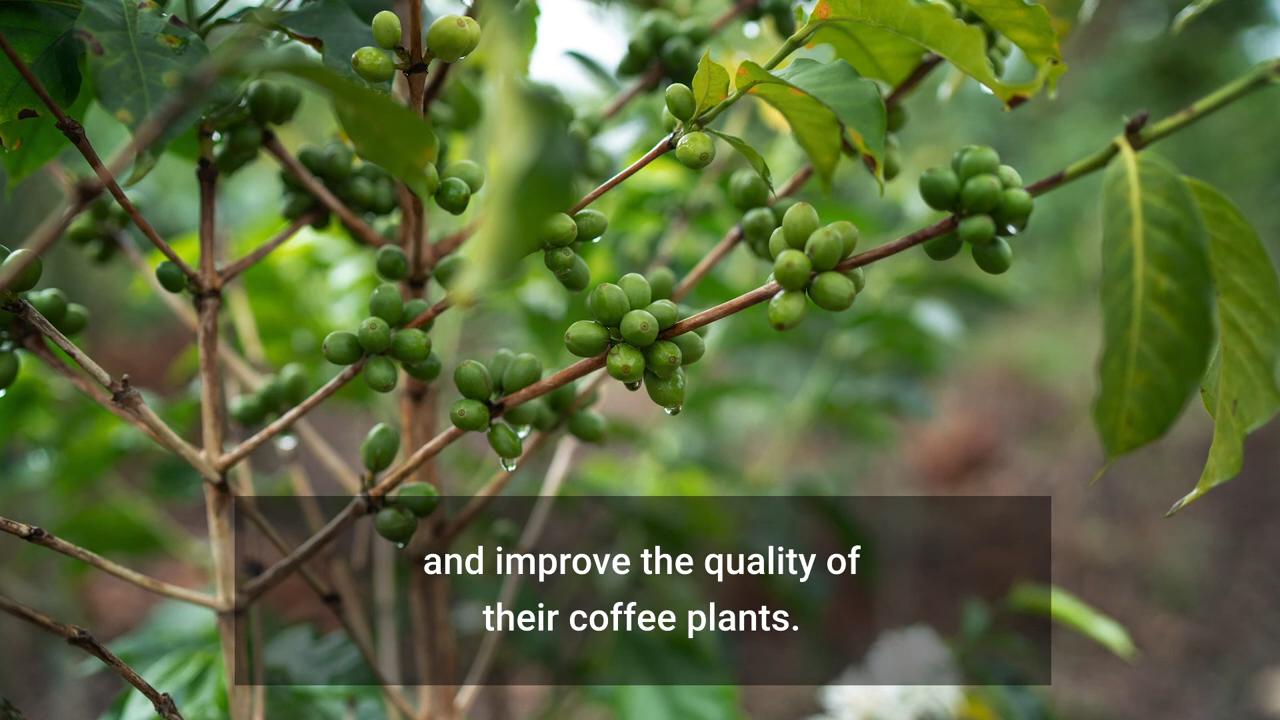 and improve the quality of
their coffee plants.